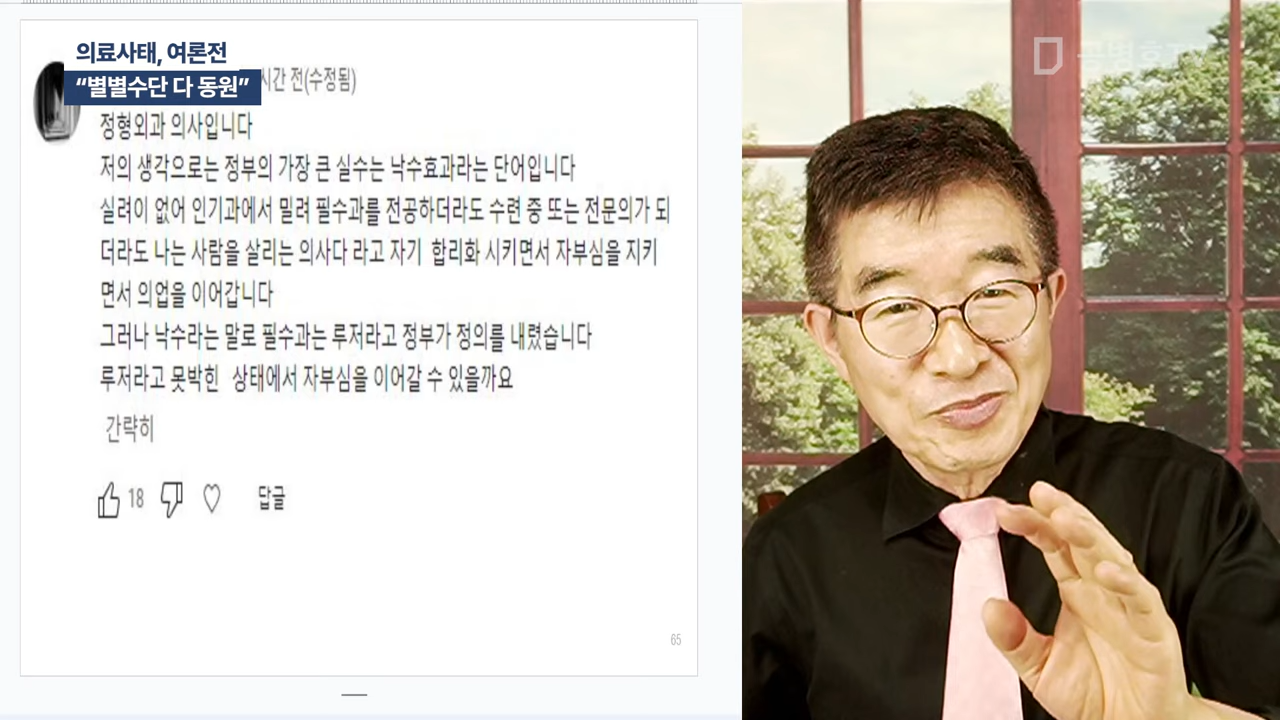 의료사태, 여론전
“별별수단 다 동원”
시간 전(수정됨)
정형외과 의사입니다
저의 생각으로는 정부의 가장 큰 실수는 낙수효과라는 단어입니다
실력이 없어 인기과에서 밀려 필수과를 전공하더라도 수련 중 또는 전문의가 되
더라도 나는 사람을 살리는 의사다 라고 자기 합리화 시키면서 자부심을 지키
면서 의업을 이어갑니다
그러나 낙수라는 말로 필수과는 루저라고 정부가 정의를 내렸습니다
루저라고 못박힌 상태에서 자부심을 이어갈 수 있을까요
간략히
18
답글
65